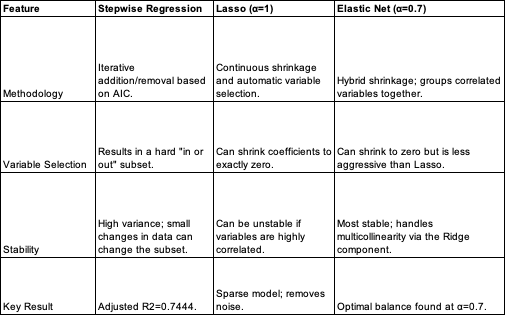 Feature Stepwise Regression Lasso (α=1) Elastic Net (α=0.7)
Methodology
Iterative
addition/removal based
on AIC.
Continuous shrinkage
and automatic variable
selection.
Hybrid shrinkage; groups correlated
variables together.
Variable Selection
Results in a hard "in or
out" subset.
Can shrink coefficients to
exactly zero.
Can shrink to zero but is less
aggressive than Lasso.
Stability
High variance; small
changes in data can
change the subset.
Can be unstable if
variables are highly
correlated.
Most stable; handles
multicollinearity via the Ridge
component.
Key Result
Adjusted R2=0.7444.
Sparse model; removes
noise.
Optimal balance found at α=0.7.